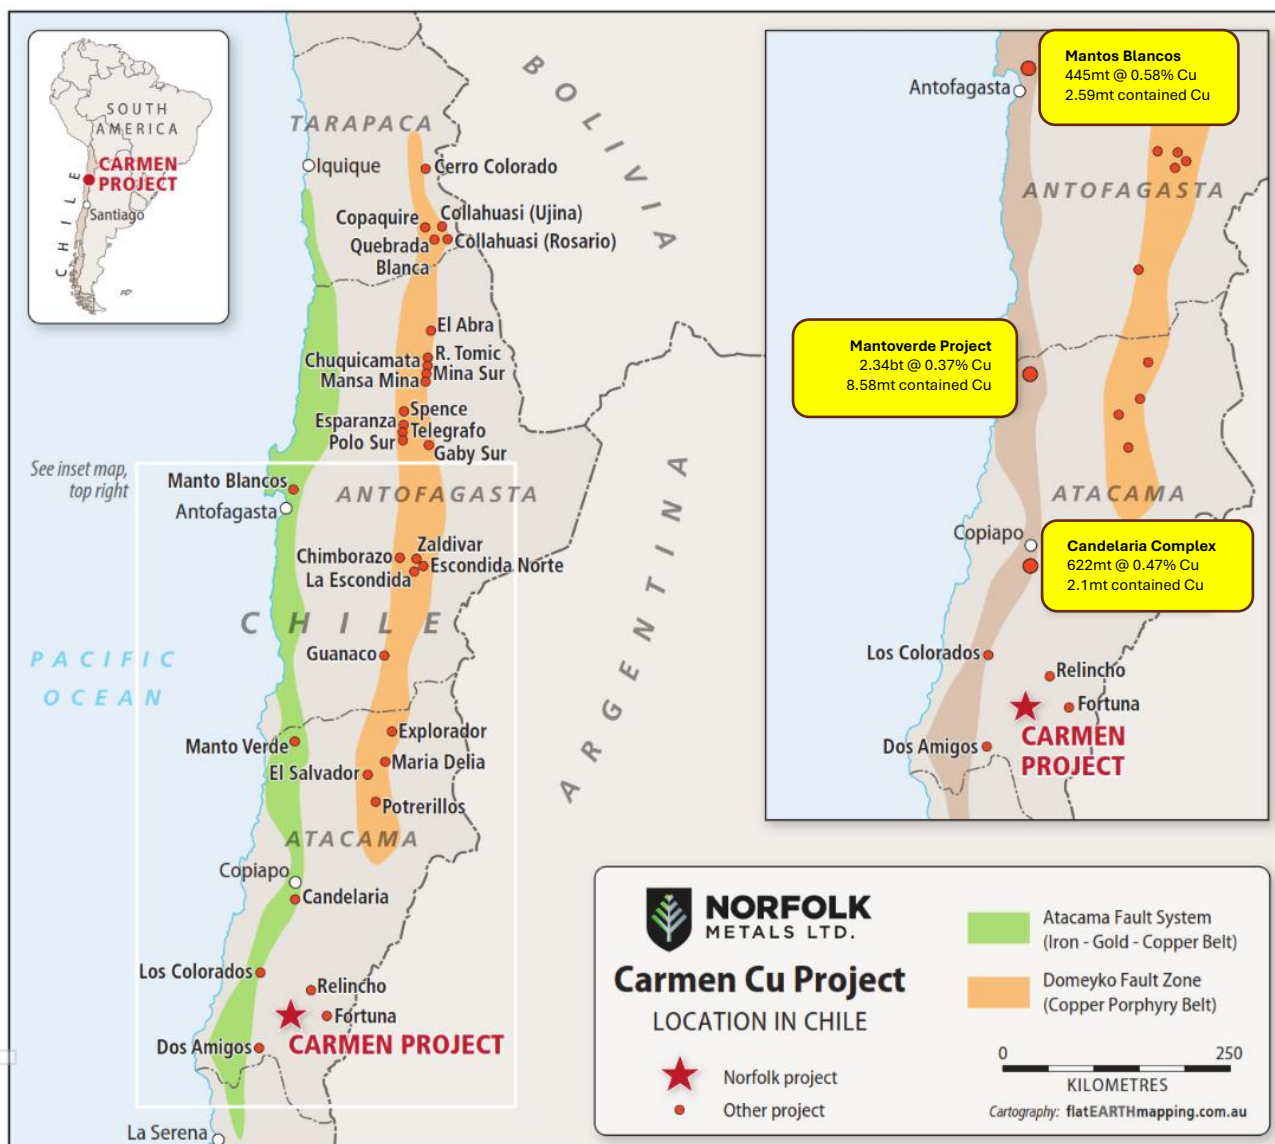 SOUTH
AMERICA
CARMEN
PROJECT
CHILE
Santiago
BOLIVIA
TARAPACA
Iquique
Cerro Colorado
Copaquire
Collahuasi (Ujina)
Quebrada
Blanca
Collahuasi (Rosario)
El Abra
Chuquicamata
R. Tomic
Mansa Mina
Mina Sur
Spence
Esparanza
Telegrafo
Polo Sur
Gaby Sur
See inset map,
top right
Manto Blancos
ANTOFAGASTA
Antofagasta
Chimborazo
Zaldivar
Escondida Norte
La Escondida
CHILE
ARGENTINA
Guanaco
PACIFIC
OCEAN
Explorador
Manto Verde
Maria Delia
El Salvador
Potrerillos
ATACAMA
Copiapo
Candelaria
Los Colorados
Relincho
Fortuna
CARMEN PROJECT
Dos Amigos
La Serena
Mantos Blancos
445mt @ 0.58% Cu
2.59mt contained Cu
Antofagasta
ANTOFAGASTA
Mantoverde Project
2.34bt @ 0.37% Cu
8.58mt contained Cu
ATACAMA
Copiapo
Candelaria Complex
622mt @ 0.47% Cu
2.1mt contained Cu
Los Colorados
Relincho
Fortuna
CARMEN
PROJECT
Dos Amigos
NORFOLK
METALS LTD.
Carmen Cu Project
LOCATION IN CHILE
Norfolk project
Other project
Atacama Fault System
(Iron - Gold - Copper Belt)
Domeyko Fault Zone
(Copper Porphyry Belt)
0 250
KILOMETRES
Cartography: flatEARTHmapping.com.au